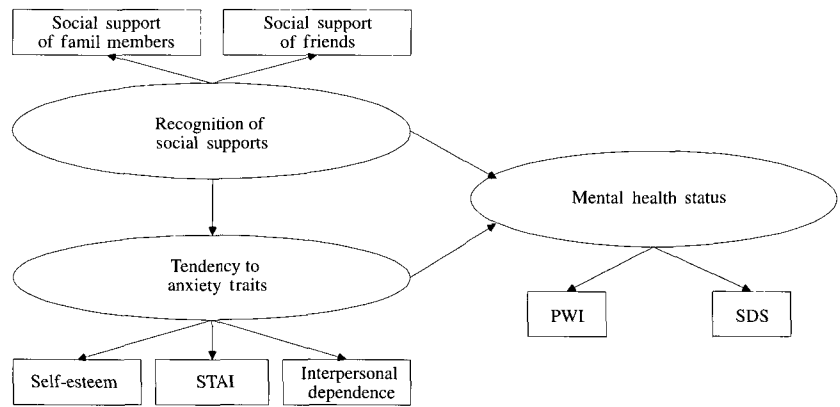 Social support
of famil members
Social support
of friends
Recognition of
social supports
Mental health status
Tendency to
anxiety traits
PWI
SDS
Self-esteem
STAI
Interpersonal
dependence